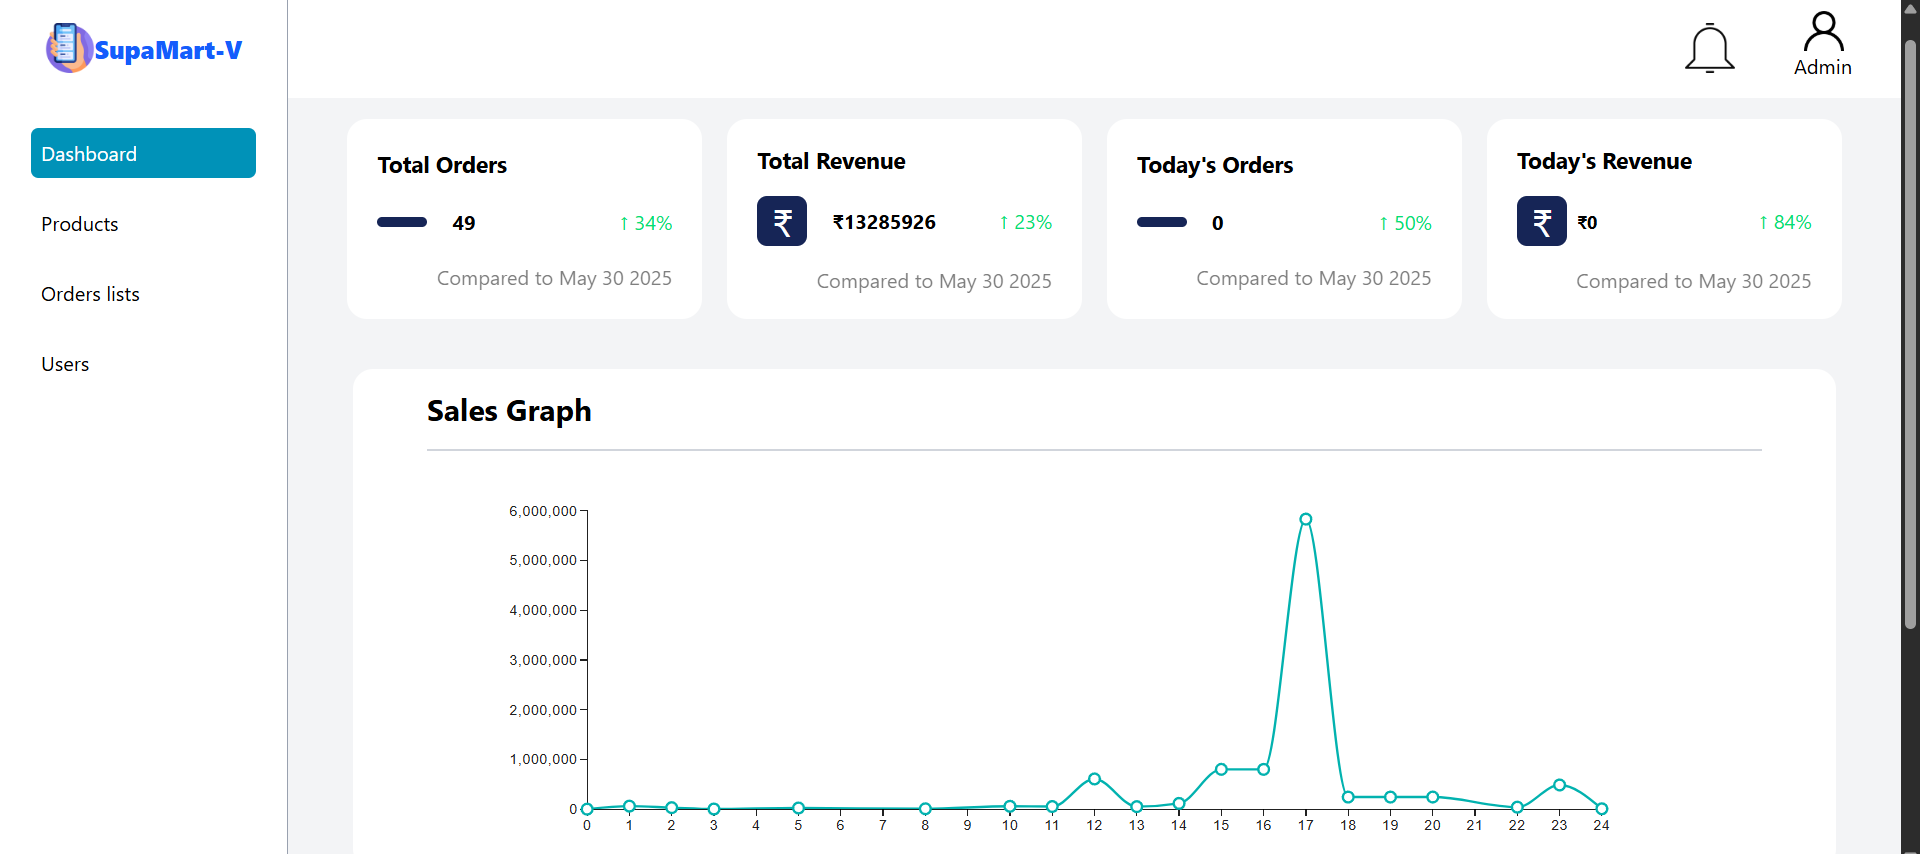 SupaMart-V
Admin
Dashboard
Products
Orders lists
Users
Total Orders
49
↑ 34%
Compared to May 30 2025
Total Revenue
₹
₹13285926
↑ 23%
Compared to May 30 2025
Today's Orders
0
↑ 50%
Compared to May 30 2025
Today's Revenue
₹
₹0
↑ 84%
Compared to May 30 2025
Sales Graph
6,000,000
5,000,000
4,000,000
3,000,000
2,000,000
1,000,000
0
0 1 2 3 4 5 6 7 8 9 10 11 12 13 14 15 16 17 18 19 20 21 22 23 24